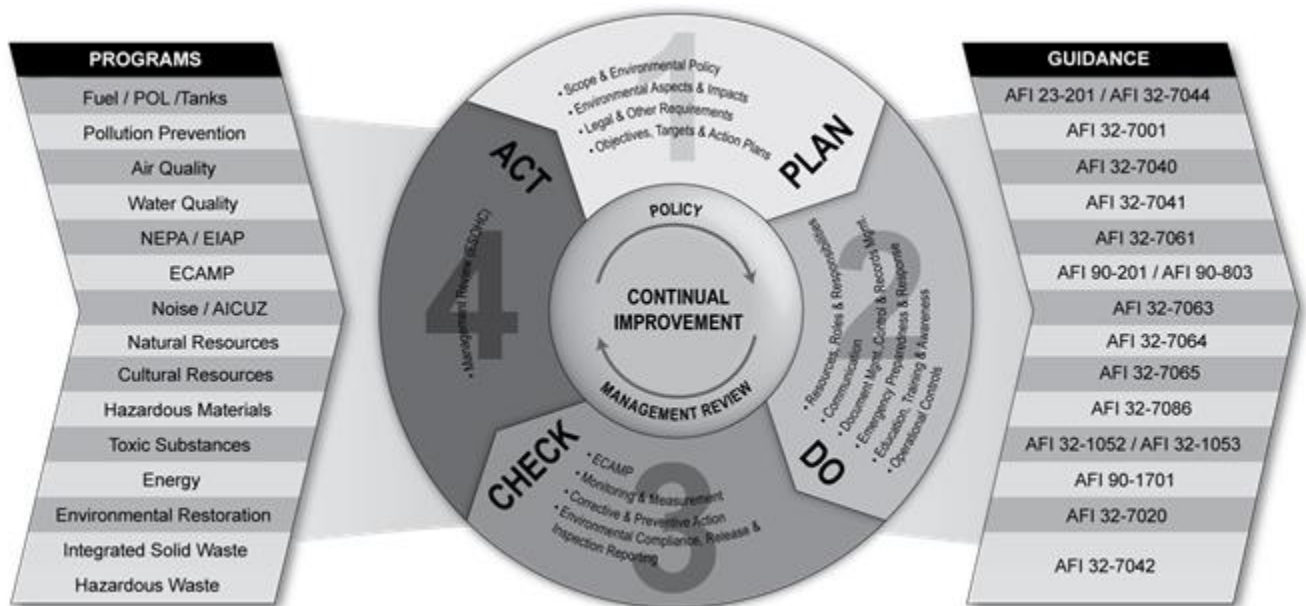 PROGRAMS
Fuel / POL /Tanks
Pollution Prevention
Air Quality
Water Quality
NEPA / EIAP
ECAMP
Noise / AICUZ
Natural Resources
Cultural Resources
Hazardous Materials
Toxic Substances
Energy
Environmental Restoration
Integrated Solid Waste
Hazardous Waste
1
• Scope & Environmental Policy
• Environmental Aspects & Impacts
• Legal & Other Requirements
• Objectives, Targets & Action Plans
PLAN
2
• Resources, Roles & Responsibilities
• Communication
• Document Mgmt, Control & Records Mgmt.
• Emergency Preparedness & Response
• Education, Training & Awareness
• Operational Controls
DO
3
• ECAMP
• Monitoring & Measurement
• Corrective & Preventive Action
• Environmental Compliance, Release &
Inspection Reporting
CHECK
4
• Management Review (ESOHC)
ACT
POLICY
CONTINUAL
IMPROVEMENT
MANAGEMENT REVIEW
GUIDANCE
AFI 23-201 / AFI 32-7044
AFI 32-7001
AFI 32-7040
AFI 32-7041
AFI 32-7061
AFI 90-201 / AFI 90-803
AFI 32-7063
AFI 32-7064
AFI 32-7065
AFI 32-7086
AFI 32-1052 / AFI 32-1053
AFI 90-1701
AFI 32-7020
AFI 32-7042